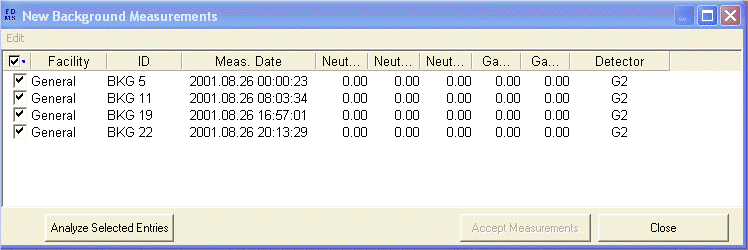 New Background Measurements
Edit
Facility ID Meas. Date Neut... Neut... Neut... Ga... Ga... Detector
General BKG 5 2001.08.26 00:00:23 0.00 0.00 0.00 0.00 0.00 G2
General BKG 11 2001.08.26 08:03:34 0.00 0.00 0.00 0.00 0.00 G2
General BKG 19 2001.08.26 16:57:01 0.00 0.00 0.00 0.00 0.00 G2
General BKG 22 2001.08.26 20:13:29 0.00 0.00 0.00 0.00 0.00 G2
Analyze Selected Entries Accept Measurements Close